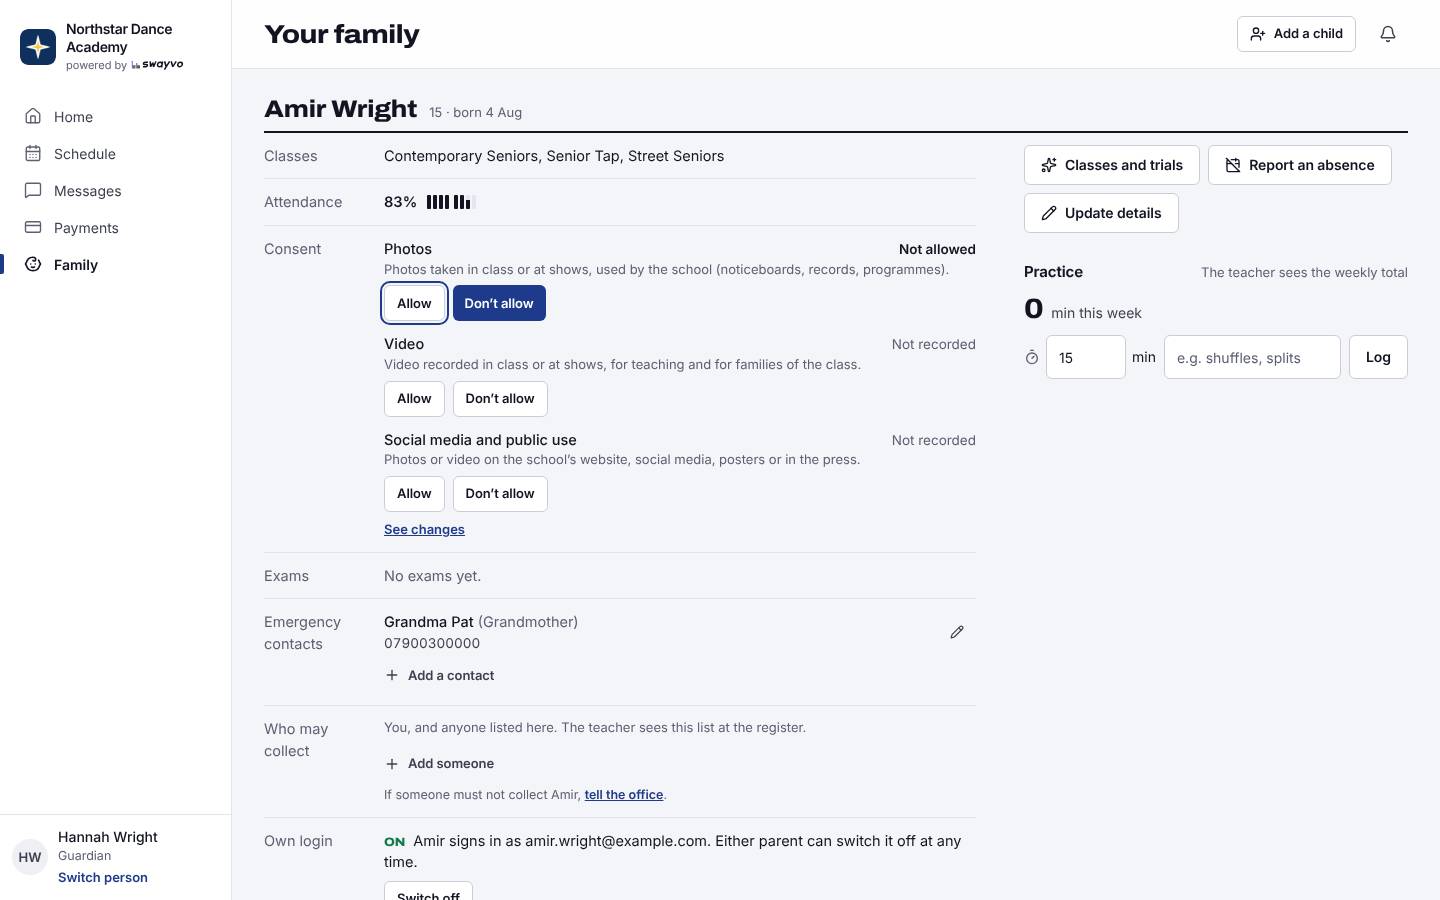 Northstar Dance
Academy
powered by swayvo
Home
Schedule
Messages
Payments
Family
Hannah Wright
HW
Guardian
Switch person
Your family
Add a child
Amir Wright 15 · born 4 Aug
Classes Contemporary Seniors, Senior Tap, Street Seniors
Attendance 83%
Consent Photos Not allowed
Photos taken in class or at shows, used by the school (noticeboards, records, programmes).
Allow Don’t allow
Video Not recorded
Video recorded in class or at shows, for teaching and for families of the class.
Allow Don’t allow
Social media and public use Not recorded
Photos or video on the school’s website, social media, posters or in the press.
Allow Don’t allow
See changes
Exams No exams yet.
Emergency
contacts
Grandma Pat (Grandmother)
07900300000
Add a contact
Who may
collect
You, and anyone listed here. The teacher sees this list at the register.
Add someone
If someone must not collect Amir, tell the office.
Own login ON Amir signs in as amir.wright@example.com. Either parent can switch it off at any
time.
Switch off
Classes and trials Report an absence
Update details
Practice The teacher sees the weekly total
0 min this week
15 min e.g. shuffles, splits Log